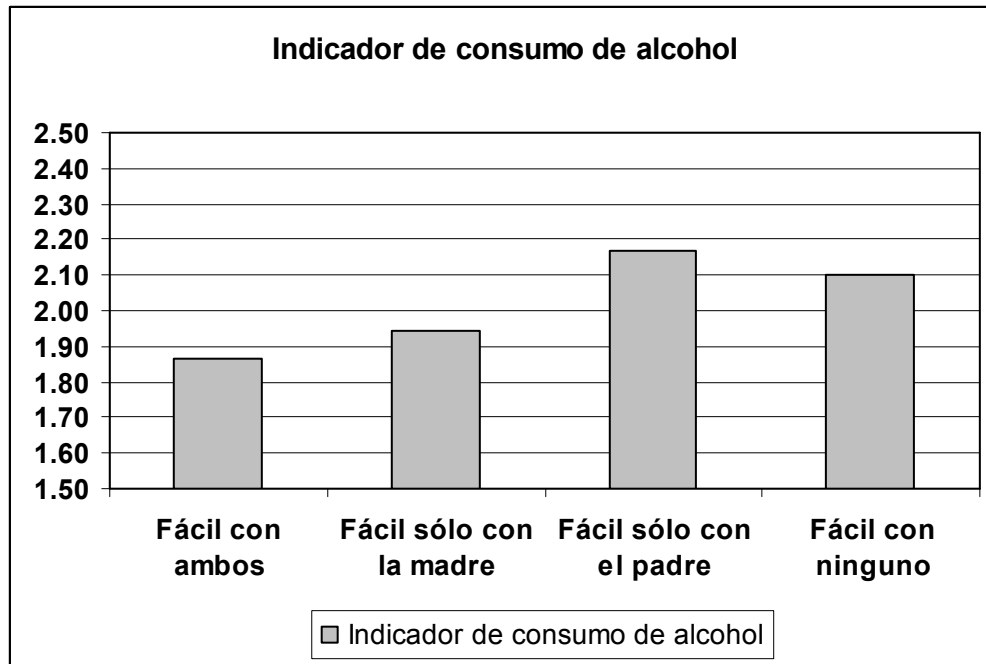 Indicador de consumo de alcohol
2.50
2.40
2.30
2.20
2.10
2.00
1.90
1.80
1.70
1.60
1.50
Fácil con
ambos
Fácil sólo con
la madre
Fácil sólo con
el padre
Fácil con
ninguno
Indicador de consumo de alcohol